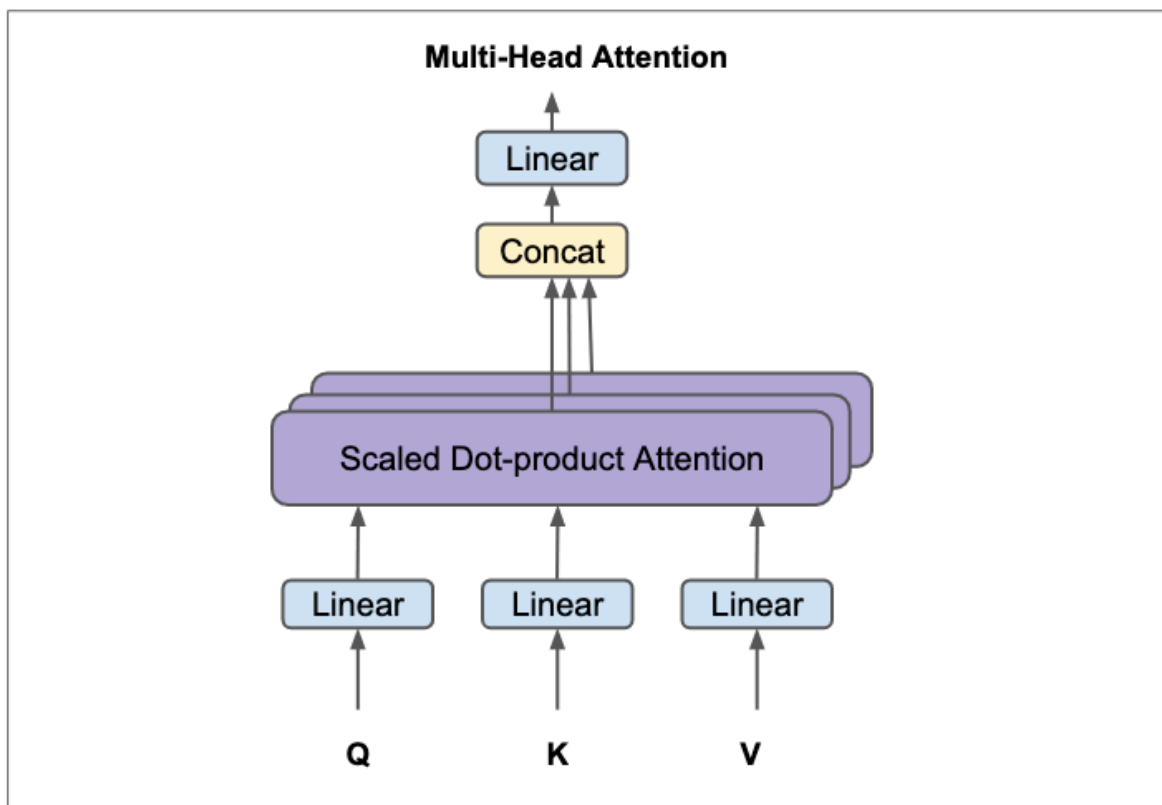 Multi-Head Attention
Linear
Concat
Scaled Dot-product Attention
Linear Linear Linear
Q K V